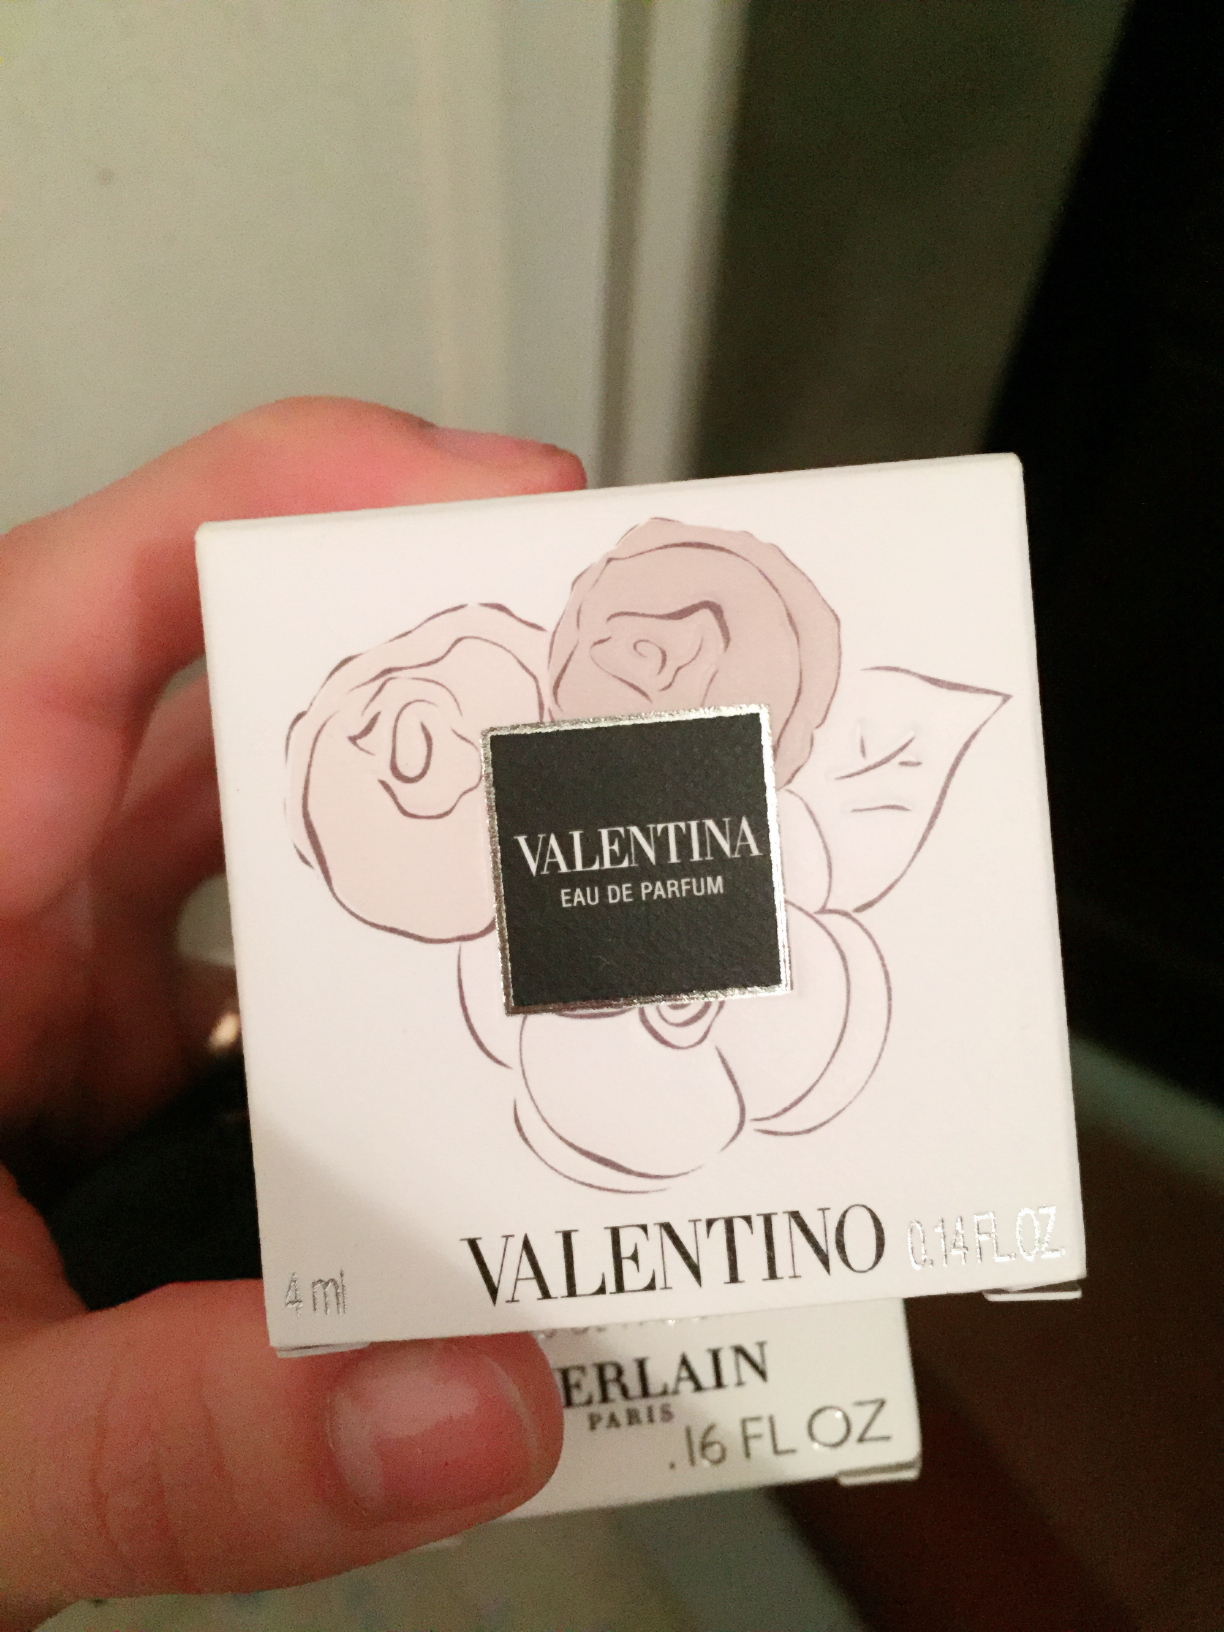 VALENTINA
EAU DE PARFUM
4 ml
VALENTINO
0.14 FL.OZ.
ERLAIN
PARIS
.16 FL OZ